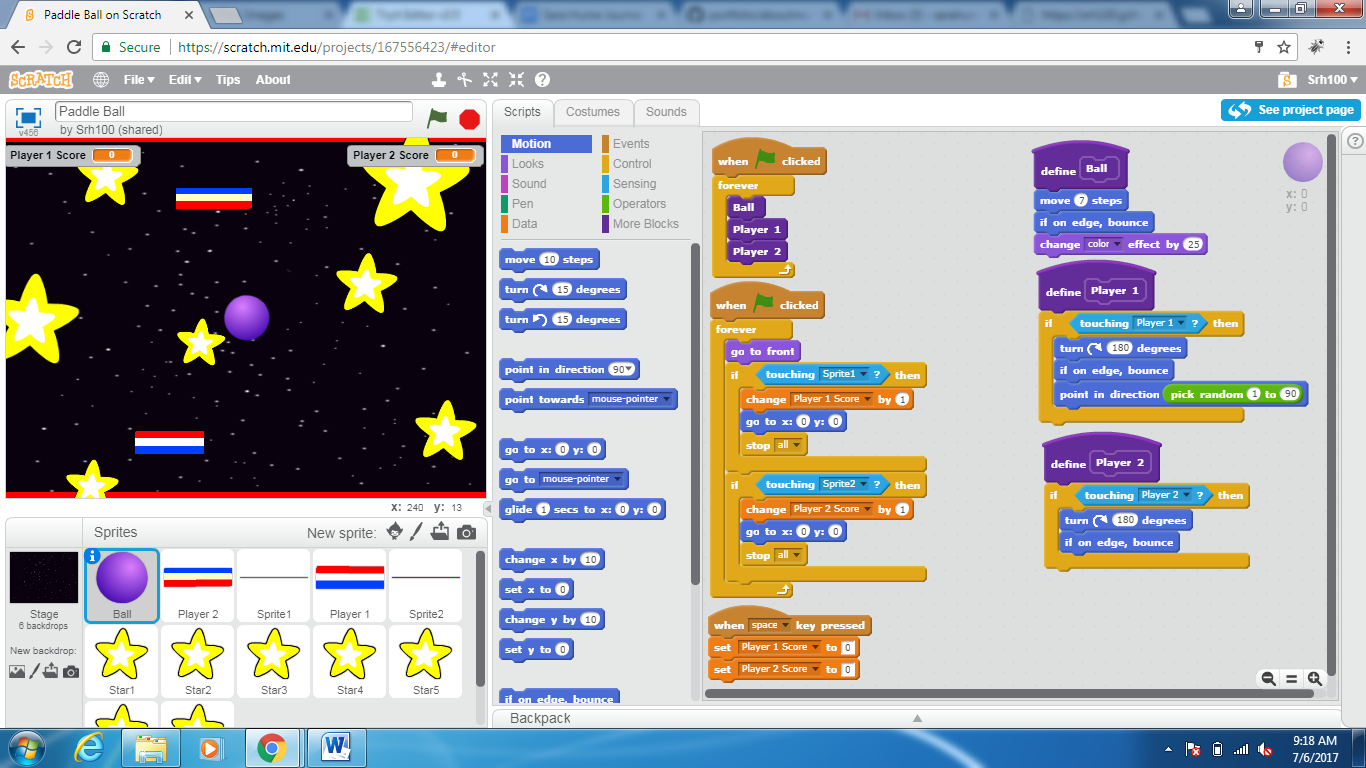 Paddle Ball on Scratch
Secure https://scratch.mit.edu/projects/167556423/#editor
SCRATCH File Edit Tips About Srh100
v456 Paddle Ball
by Srh100 (shared)
Scripts Costumes Sounds
See project page
Player 1 Score 0
Player 2 Score 0
x: 240 y: 13
Motion Events
Looks Control
Sound Sensing
Pen Operators
Data More Blocks
move 10 steps
turn 15 degrees
turn 15 degrees
point in direction 90
point towards mouse-pointer
go to x: 0 y: 0
go to mouse-pointer
glide 1 secs to x: 0 y: 0
change x by 10
set x to 0
change y by 10
set y to 0
if on edge, bounce
when clicked
forever
Ball
Player 1
Player 2
when clicked
forever
go to front
if touching Sprite1 ? then
change Player 1 Score by 1
go to x: 0 y: 0
stop all
if touching Sprite2 ? then
change Player 2 Score by 1
go to x: 0 y: 0
stop all
when space key pressed
set Player 1 Score to 0
set Player 2 Score to 0
define Ball
move 7 steps
if on edge, bounce
change color effect by 25
define Player 1
if touching Player 1 ? then
turn 180 degrees
if on edge, bounce
point in direction pick random 1 to 90
define Player 2
if touching Player 2 ? then
turn 180 degrees
if on edge, bounce
x: 0
y: 0
Sprites New sprite:
Stage
6 backdrops
New backdrop:
Ball Player 2 Sprite1 Player 1 Sprite2
Star1 Star2 Star3 Star4 Star5
Backpack
9:18 AM
7/6/2017